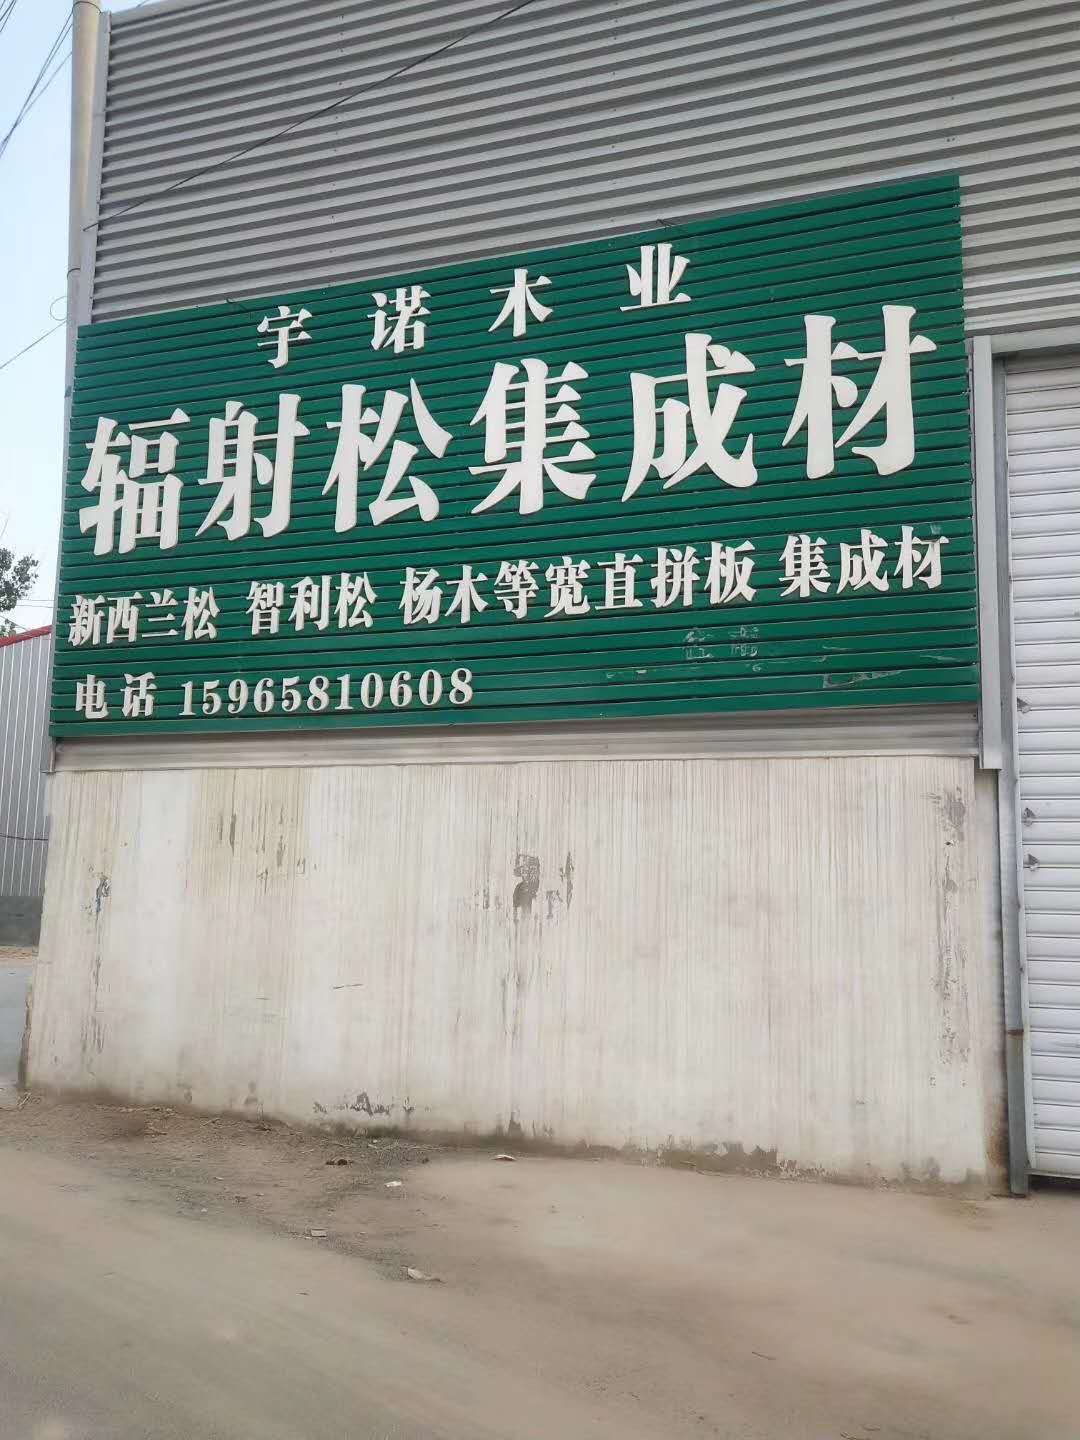 宇诺木业
辐射松集成材
新西兰松 智利松 杨木等宽直拼板 集成材
电话 15965810608